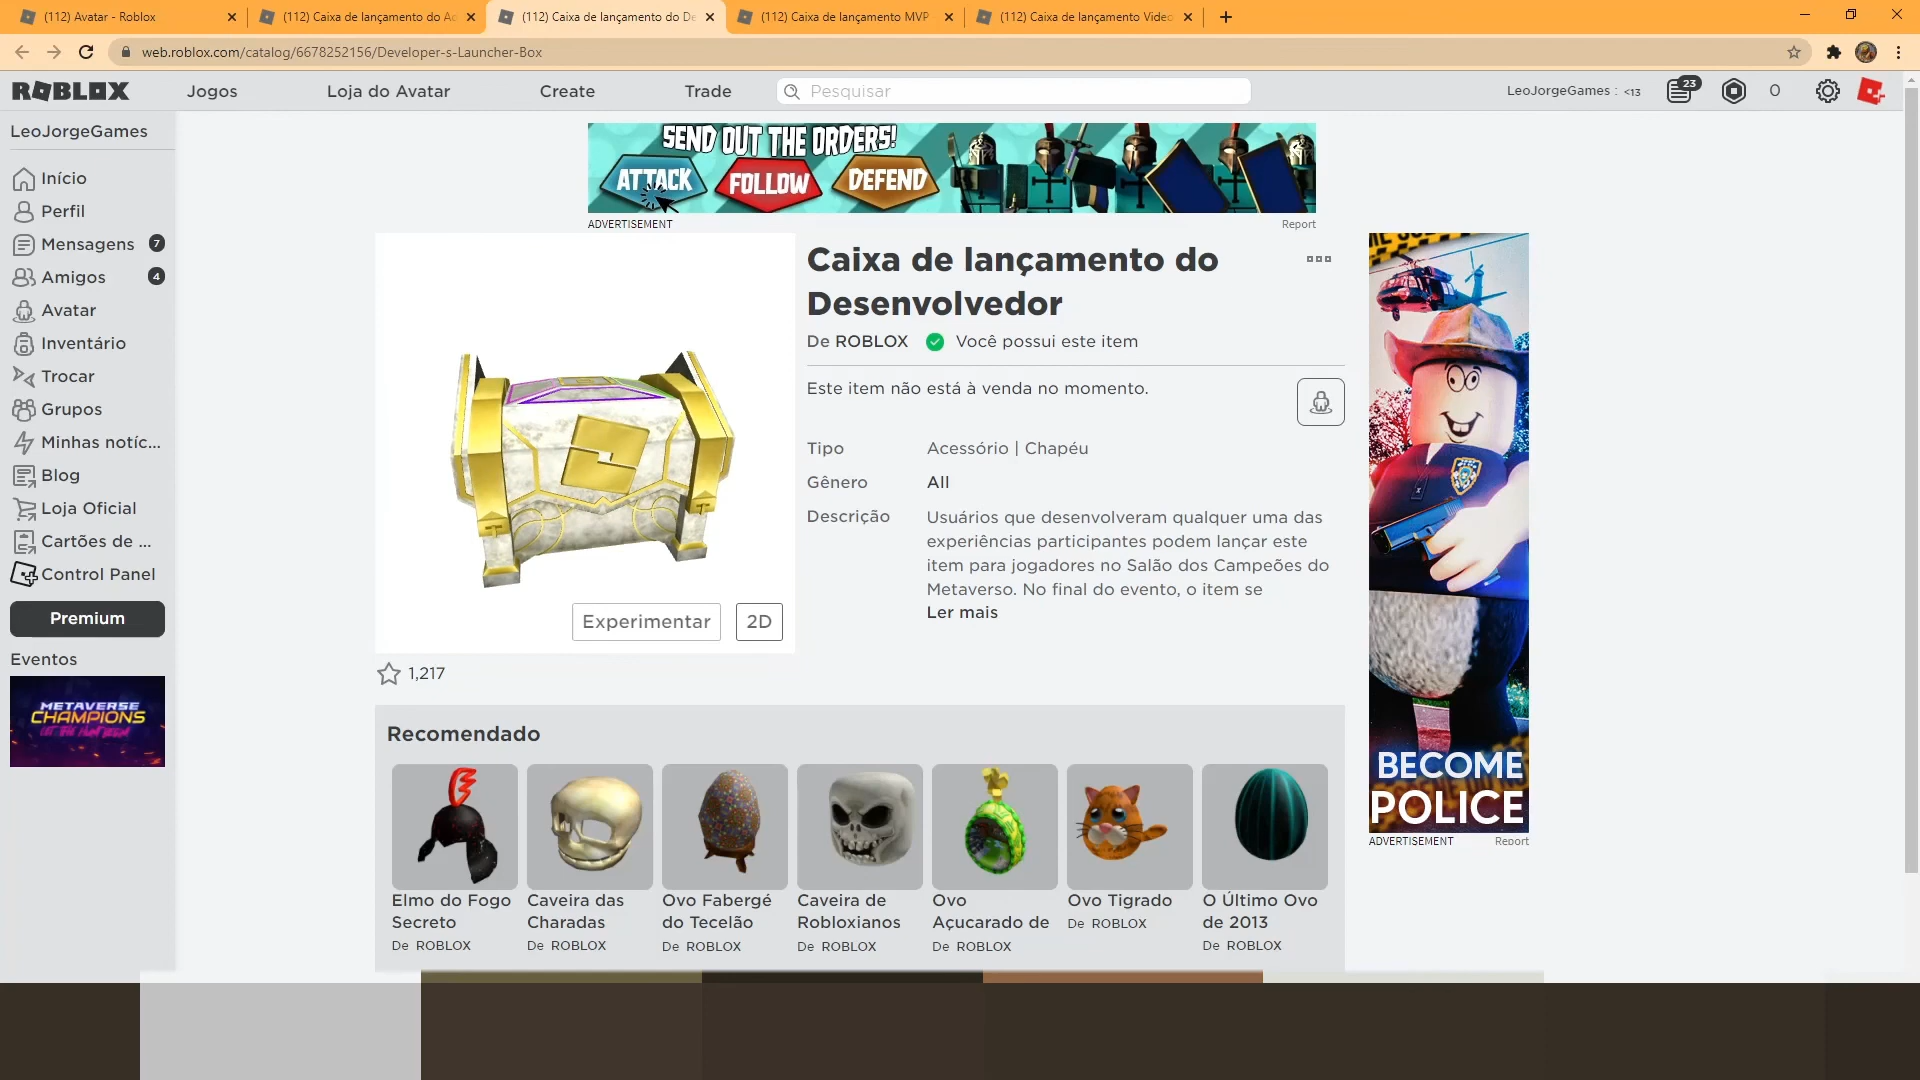 (112) Avatar - Roblox
(112) Caixa de lançamento do Ad
(112) Caixa de lançamento do De
(112) Caixa de lançamento MVP
(112) Caixa de lançamento Video
web.roblox.com/catalog/6678252156/Developer-s-Launcher-Box
ROBLOX
Jogos
Loja do Avatar
Create
Trade
Pesquisar
LeoJorgeGames : <13
23
0
LeoJorgeGames
Início
Perfil
Mensagens 7
Amigos 4
Avatar
Inventário
Trocar
Grupos
Minhas notíc...
Blog
Loja Oficial
Cartões de ...
Control Panel
Premium
Eventos
METAVERSE
CHAMPIONS
LET THE HUNT BEGIN!
SEND OUT THE ORDERS!
ATTACK
FOLLOW
DEFEND
ADVERTISEMENT
Report
Caixa de lançamento do
Desenvolvedor
De ROBLOX
Você possui este item
Este item não está à venda no momento.
Tipo
Acessório | Chapéu
Gênero
All
Descrição
Usuários que desenvolveram qualquer uma das
experiências participantes podem lançar este
item para jogadores no Salão dos Campeões do
Metaverso. No final do evento, o item se
Ler mais
Experimentar
2D
1,217
Recomendado
Elmo do Fogo
Secreto
De ROBLOX
Caveira das
Charadas
De ROBLOX
Ovo Fabergé
do Tecelão
De ROBLOX
Caveira de
Robloxianos
De ROBLOX
Ovo
Açucarado de
De ROBLOX
Ovo Tigrado
De ROBLOX
O Último Ovo
de 2013
De ROBLOX
BECOME
POLICE
ADVERTISEMENT
Report